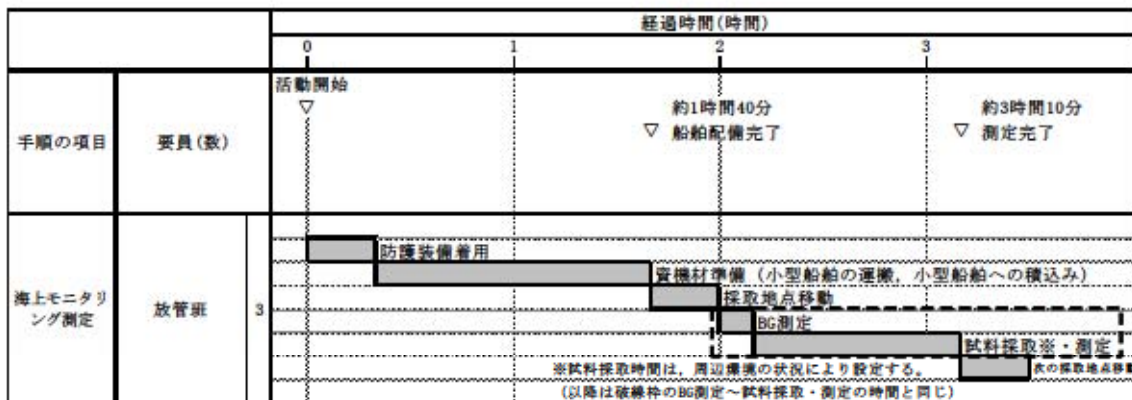 経過時間(時間)
0 1 2 3
手順の項目 要員(数)
活動開始
▽
約1時間40分
▽ 船舶配備完了
約3時間10分
▽ 測定完了
海上モニタリ
ング測定
放管班
3
防護装備着用
資機材準備(小型船舶の運搬,小型船舶への積込み)
採取地点移動
BG測定
試料採取※・測定
次の採取地点移動
※試料採取時間は,周辺環境の状況により設定する。
(以降は破線枠のBG測定~試料採取・測定の時間と同じ)